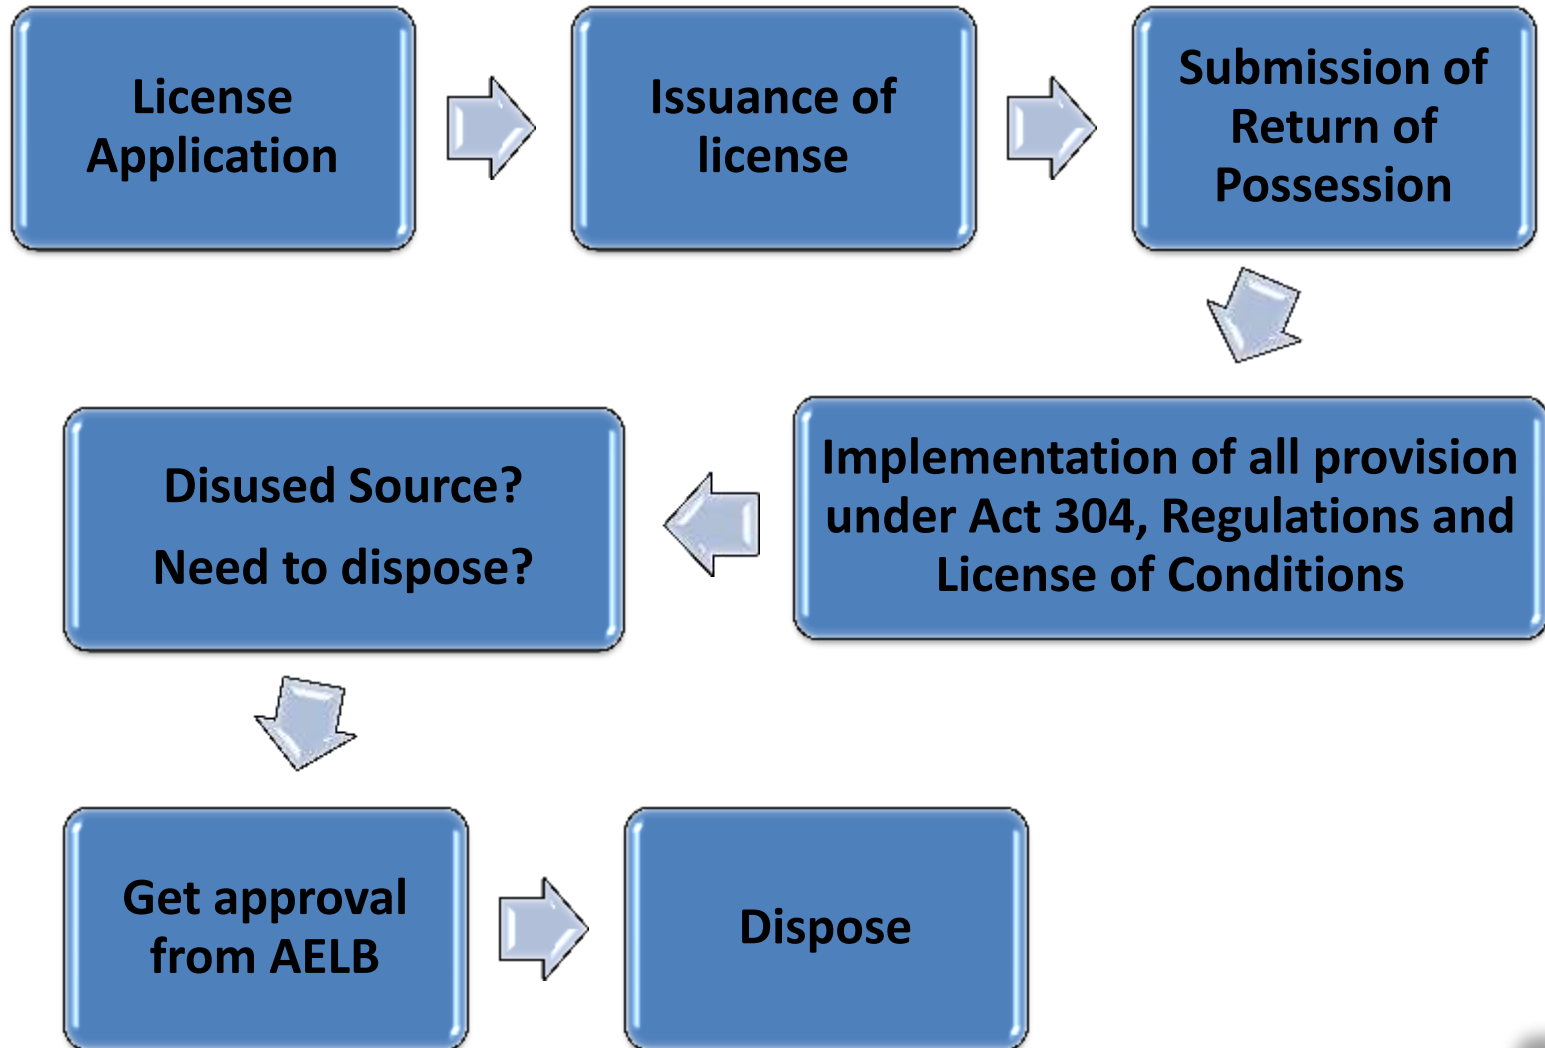 License
Application
Issuance of
license
Submission of
Return of
Possession
Implementation of all provision
under Act 304, Regulations and
License of Conditions
Disused Source?
Need to dispose?
Get approval
from AELB
Dispose